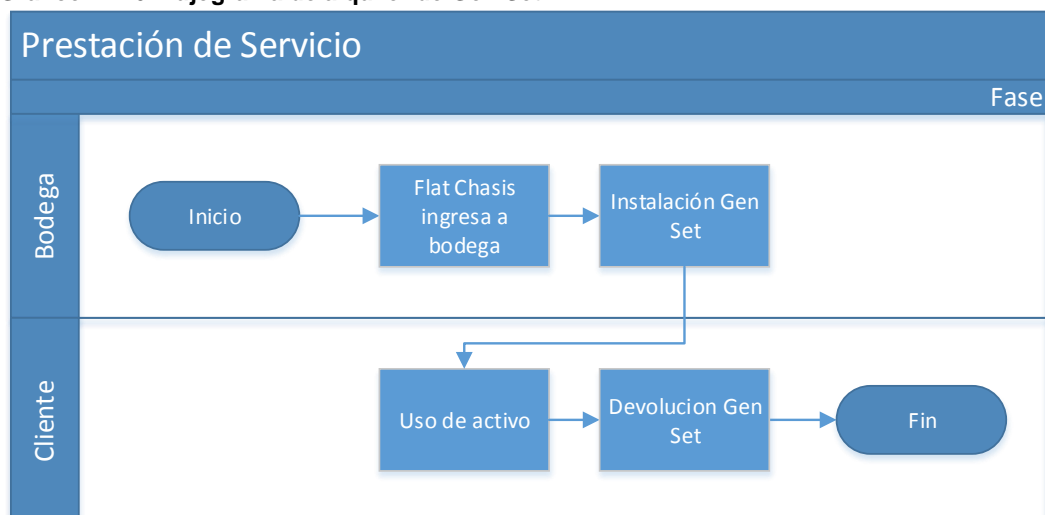 Prestación de Servicio
Fase
Bodega
Inicio
Flat Chasis
ingresa a
bodega
Instalación Gen
Set
Cliente
Uso de activo
Devolucion Gen
Set
Fin